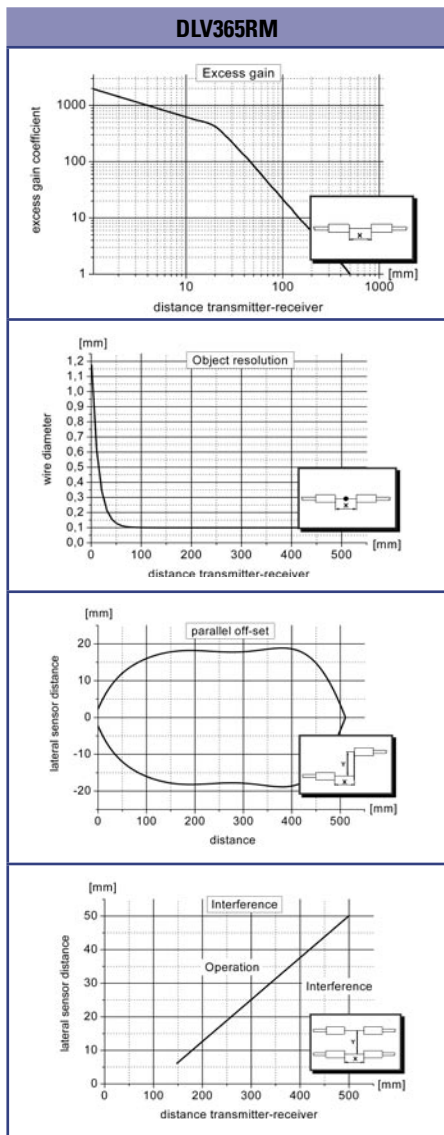 DLV365RM
Excess gain
excess gain coefficient
1000
100
10
1
10 100 1000
[mm]
X
distance transmitter-receiver
[mm]
Object resolution
wire diameter
1,2
1,1
1,0
0,9
0,8
0,7
0,6
0,5
0,4
0,3
0,2
0,1
0,0
0 100 200 300 400 500
[mm]
X
distance transmitter-receiver
[mm]
parallel off-set
lateral sensor distance
20
10
0
-10
-20
0 100 200 300 400 500
[mm]
Y
X
distance
[mm]
Interference
lateral sensor distance
50
40
30
20
10
0
Operation
Interference
0 100 200 300 400 500
[mm]
Y
X
distance transmitter-receiver